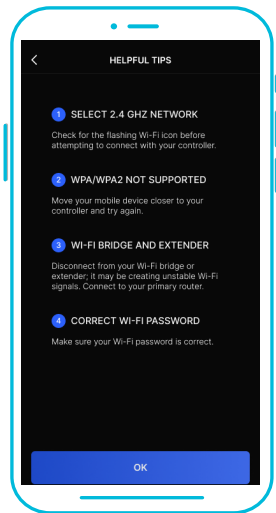 HELPFUL TIPS
1 SELECT 2.4 GHZ NETWORK
Check for the flashing Wi-Fi icon before
attempting to connect with your controller.
2 WPA/WPA2 NOT SUPPORTED
Move your mobile device closer to your
controller and try again.
3 WI-FI BRIDGE AND EXTENDER
Disconnect from your Wi-Fi bridge or
extender; it may be creating unstable Wi-Fi
signals. Connect to your primary router.
4 CORRECT WI-FI PASSWORD
Make sure your Wi-Fi password is correct.
OK